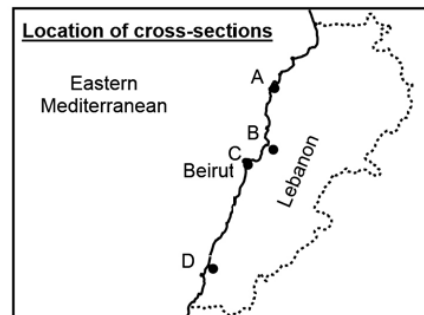 Location of cross-sections
Eastern
Mediterranean
A
B
C
Beirut
Lebanon
D